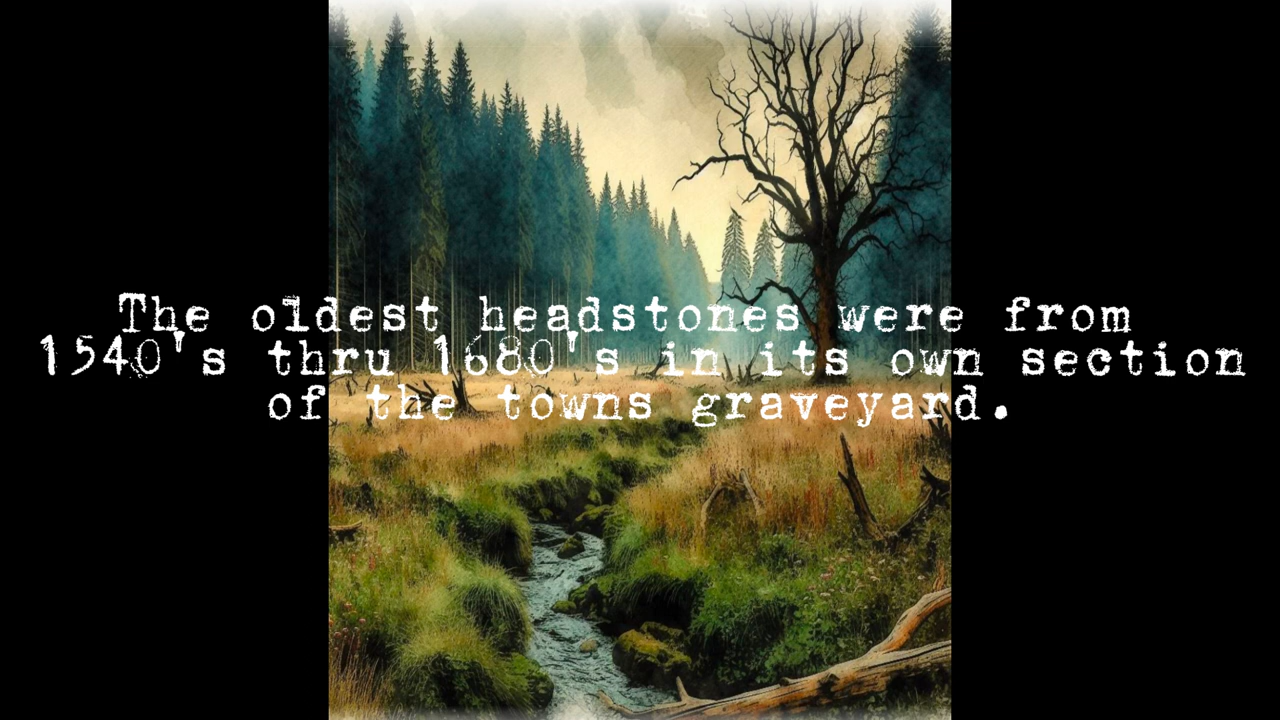 The oldest headstones were from
1540's thru 1680's in its own section
of the towns graveyard.